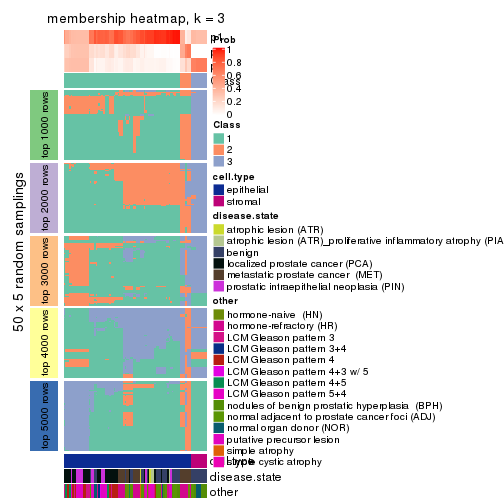 membership heatmap, k = 3
Prob
1
0.8
0.6
0.4
0.2
0
Class
1
2
3
cell.type
epithelial
stromal
disease.state
atrophic lesion (ATR)
atrophic lesion (ATR)_proliferative inflammatory atrophy (PIA
benign
localized prostate cancer (PCA)
metastatic prostate cancer  (MET)
prostatic intraepithelial neoplasia (PIN)
other
hormone-naive  (HN)
hormone-refractory (HR)
LCM Gleason pattern 3
LCM Gleason pattern 3+4
LCM Gleason pattern 4
LCM Gleason pattern 4+3 w/ 5
LCM Gleason pattern 4+5
LCM Gleason pattern 5+4
nodules of benign prostatic hyperplasia  (BPH)
normal adjacent to prostate cancer foci (ADJ)
normal organ donor (NOR)
putative precursor lesion
simple atrophy
simple cystic atrophy
disease.state
other
50 x 5 random samplings
top 1000 rows
top 2000 rows
top 3000 rows
top 4000 rows
top 5000 rows